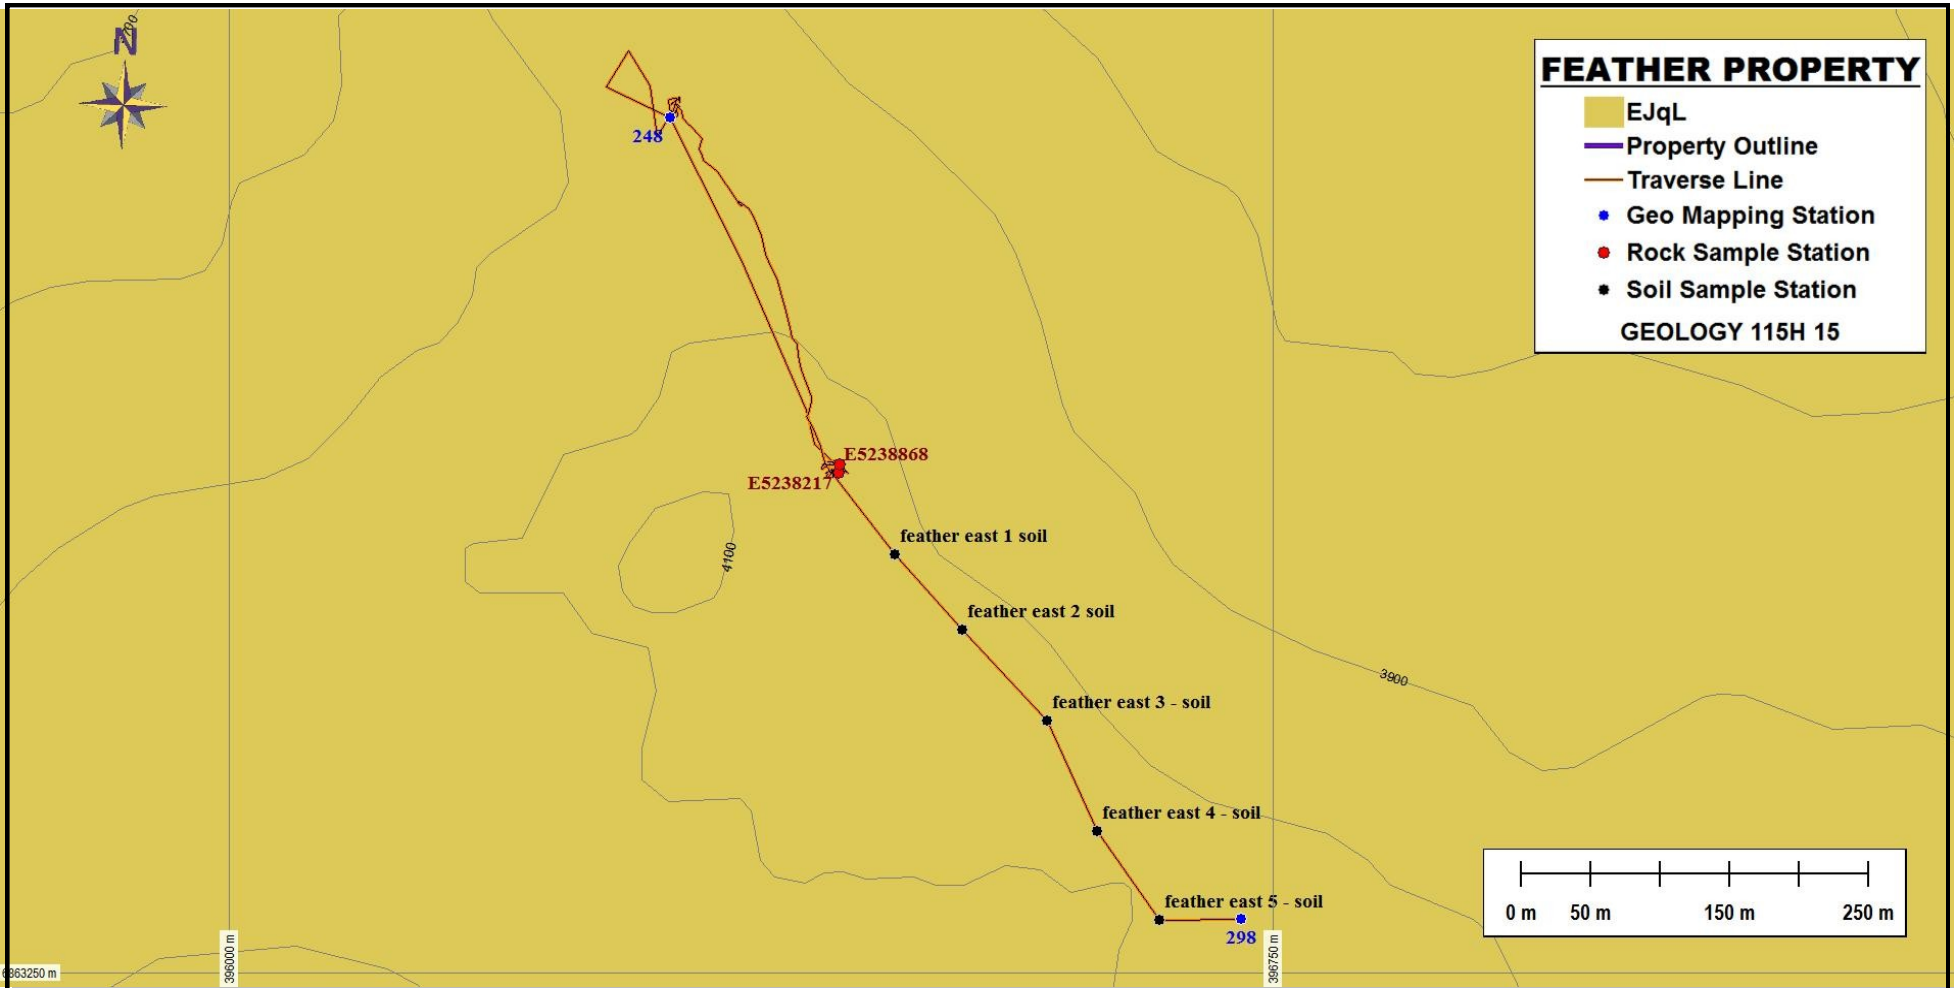 N
FEATHER PROPERTY
EJqL
Property Outline
Traverse Line
Geo Mapping Station
Rock Sample Station
Soil Sample Station
GEOLOGY 115H 15
248
E5238868
E5238217
feather east 1 soil
4100
feather east 2 soil
3900
feather east 3 - soil
feather east 4 - soil
feather east 5 - soil
298
0 m 50 m 150 m 250 m
396000 m
396750 m